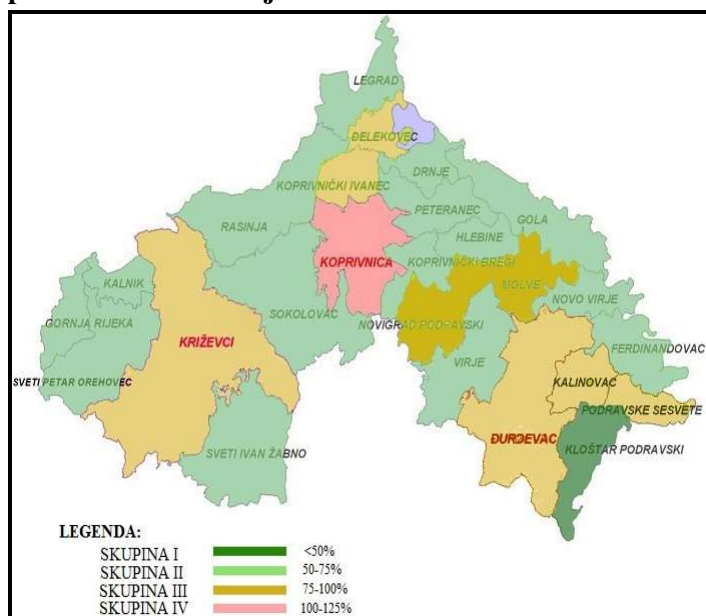 LEGRAD
ĐELEKOVEC
DRNJE
KOPRIVNIČKI IVANEC
PETERANEC
GOLA
RASINJA
HLEBINE
KOPRIVNICA
KOPRIVNIČKI BREGI
MOLVE
KALNIK
NOVO VIRJE
SOKOLOVAC
GORNJA RIJEKA
NOVIGRAD PODRAVSKI
KRIŽEVCI
FERDINANDOVAC
VIRJE
SVETI PETAR OREHOVEC
KALINOVAC
PODRAVSKE SESVETE
ĐURĐEVAC
KLOŠTAR PODRAVSKI
SVETI IVAN ŽABNO
LEGENDA:
SKUPINA I <50%
SKUPINA II 50-75%
SKUPINA III 75-100%
SKUPINA IV 100-125%